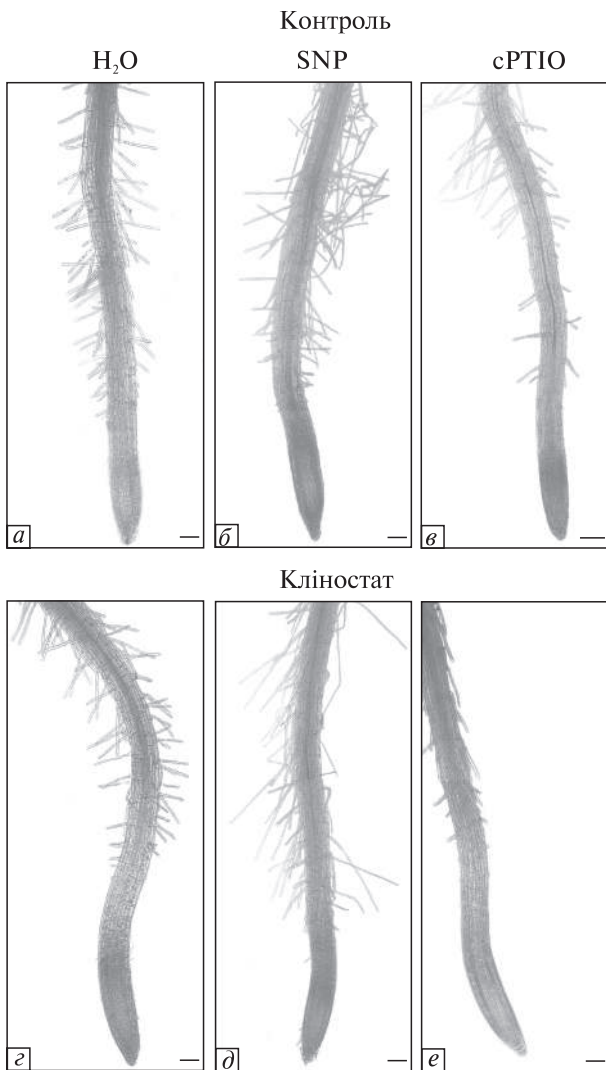 Контроль
H₂O SNP cPTIO
а б в
Кліностат
г д е